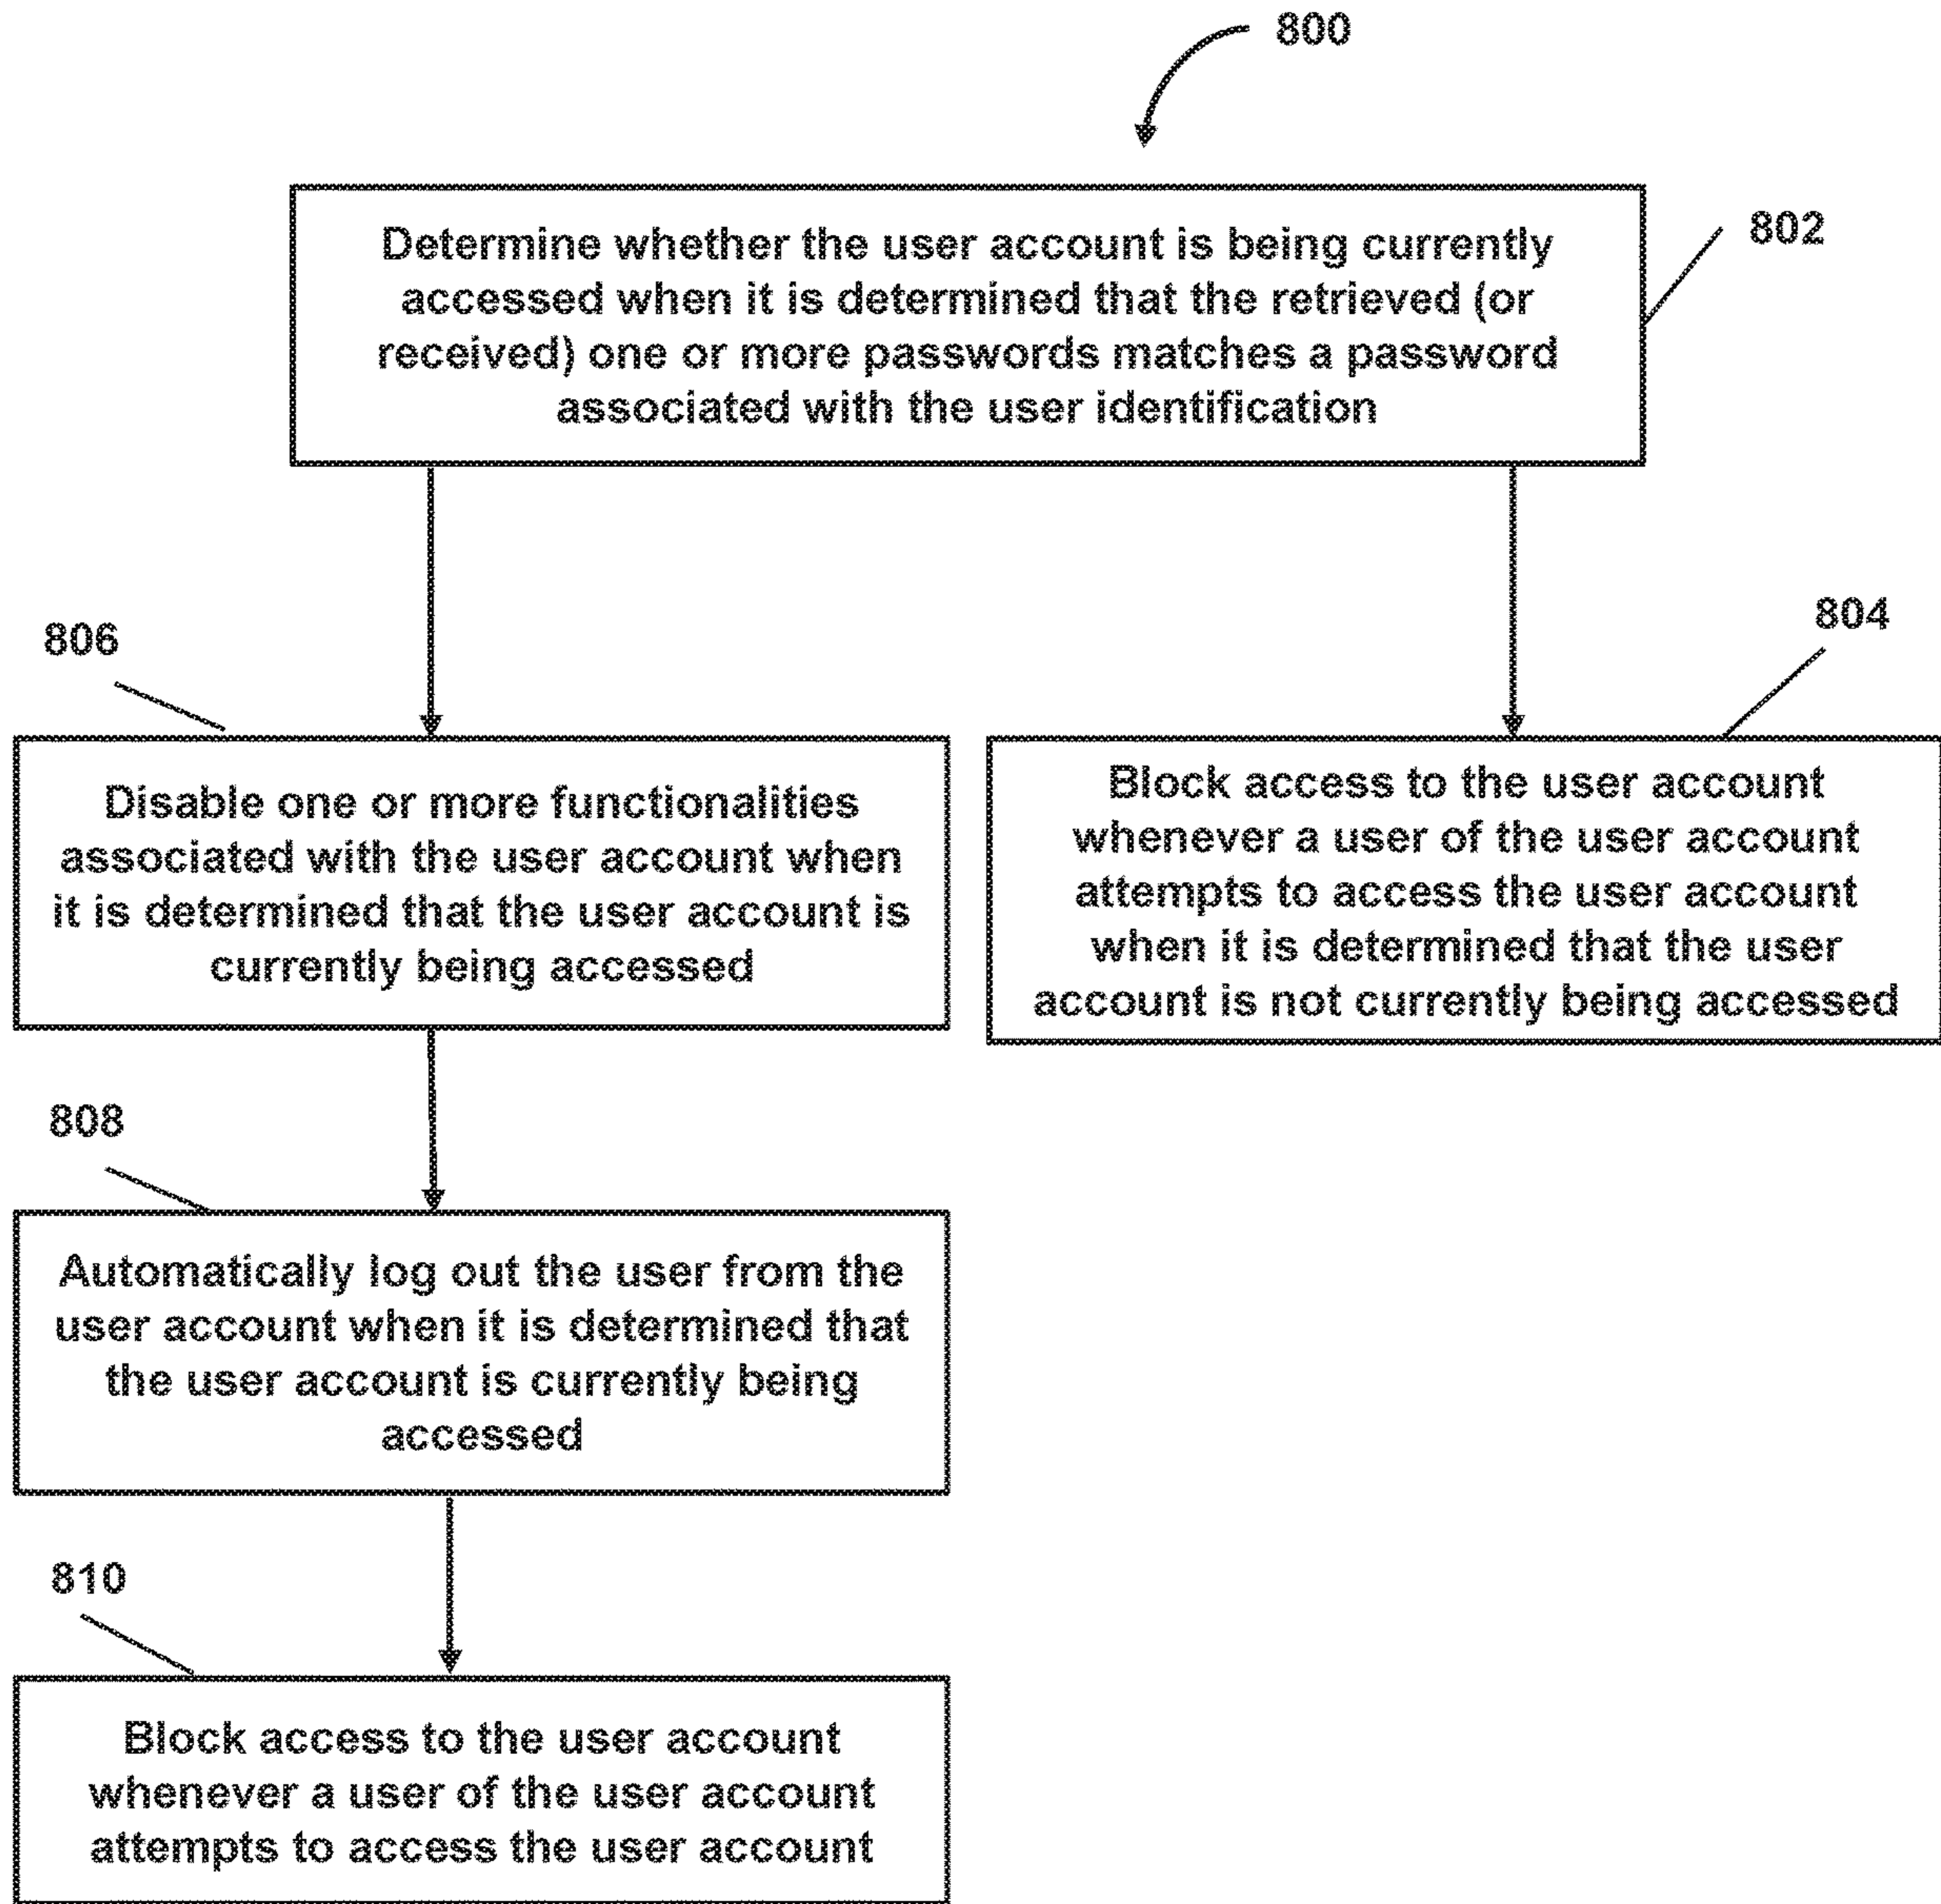 800
802
Determine whether the user account is being currently
accessed when it is determined that the retrieved (or
received) one or more passwords matches a password
associated with the user identification
806
804
Disable one or more functionalities
associated with the user account when
it is determined that the user account is
currently being accessed
Block access to the user account
whenever a user of the user account
attempts to access the user account
when it is determined that the user
account is not currently being accessed
808
Automatically log out the user from the
user account when it is determined that
the user account is currently being
accessed
810
Block access to the user account
whenever a user of the user account
attempts to access the user account